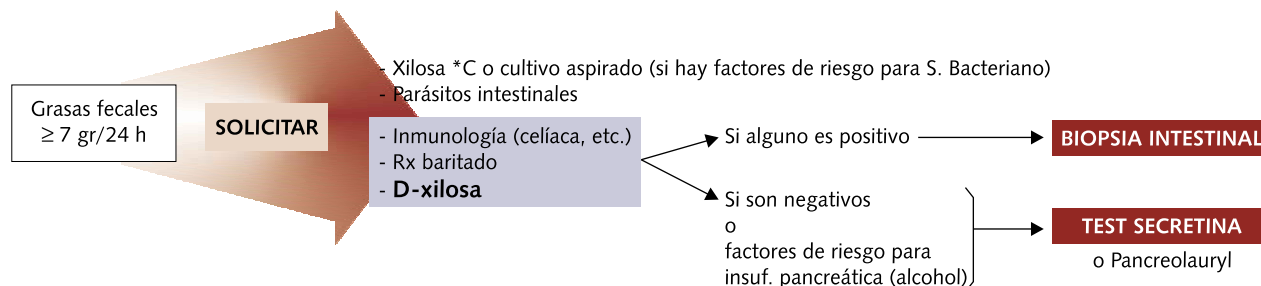 Grasas fecales
≥ 7 gr/24 h
SOLICITAR
- Xilosa *C o cultivo aspirado (si hay factores de riesgo para S. Bacteriano)
- Parásitos intestinales
- Inmunología (celíaca, etc.)
- Rx baritado
- D-xilosa
Si alguno es positivo
BIOPSIA INTESTINAL
Si son negativos
o
factores de riesgo para
insuf. pancreática (alcohol)
TEST SECRETINA
o Pancreolauryl